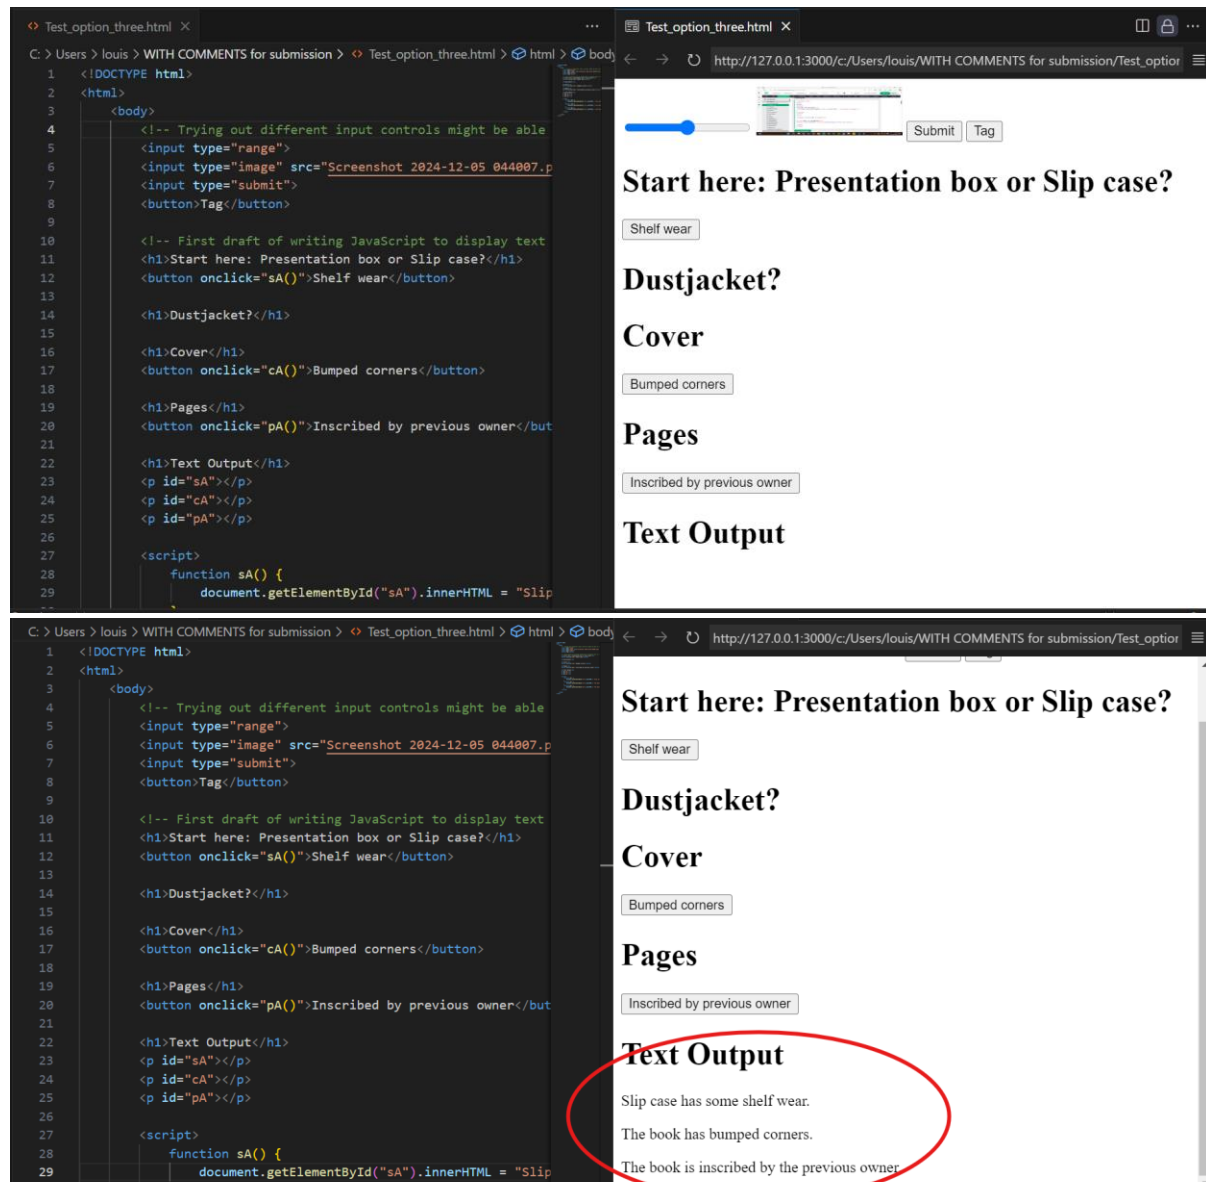 Test_option_three.html
C: > Users > louis > WITH COMMENTS for submission > Test_option_three.html > html > body
1 <!DOCTYPE html>
2 <html>
3 <body>
4 <!-- Trying out different input controls might be able
5 <input type="range">
6 <input type="image" src="Screenshot 2024-12-05 044007.p
7 <input type="submit">
8 <button>Tag</button>
9
10 <!-- First draft of writing JavaScript to display text
11 <h1>Start here: Presentation box or Slip case?</h1>
12 <button onclick="sA()">Shelf wear</button>
13
14 <h1>Dustjacket?</h1>
15
16 <h1>Cover</h1>
17 <button onclick="cA()">Bumped corners</button>
18
19 <h1>Pages</h1>
20 <button onclick="pA()">Inscribed by previous owner</but
21
22 <h1>Text Output</h1>
23 <p id="sA"></p>
24 <p id="cA"></p>
25 <p id="pA"></p>
26
27 <script>
28 function sA() {
29 document.getElementById("sA").innerHTML = "Slip
Test_option_three.html
http://127.0.0.1:3000/c:/Users/louis/WITH COMMENTS for submission/Test_option
Submit Tag
Start here: Presentation box or Slip case?
Shelf wear
Dustjacket?
Cover
Bumped corners
Pages
Inscribed by previous owner
Text Output
C: > Users > louis > WITH COMMENTS for submission > Test_option_three.html > html > body
1 <!DOCTYPE html>
2 <html>
3 <body>
4 <!-- Trying out different input controls might be able
5 <input type="range">
6 <input type="image" src="Screenshot 2024-12-05 044007.p
7 <input type="submit">
8 <button>Tag</button>
9
10 <!-- First draft of writing JavaScript to display text
11 <h1>Start here: Presentation box or Slip case?</h1>
12 <button onclick="sA()">Shelf wear</button>
13
14 <h1>Dustjacket?</h1>
15
16 <h1>Cover</h1>
17 <button onclick="cA()">Bumped corners</button>
18
19 <h1>Pages</h1>
20 <button onclick="pA()">Inscribed by previous owner</but
21
22 <h1>Text Output</h1>
23 <p id="sA"></p>
24 <p id="cA"></p>
25 <p id="pA"></p>
26
27 <script>
28 function sA() {
29 document.getElementById("sA").innerHTML = "Slip
http://127.0.0.1:3000/c:/Users/louis/WITH COMMENTS for submission/Test_option
Start here: Presentation box or Slip case?
Shelf wear
Dustjacket?
Cover
Bumped corners
Pages
Inscribed by previous owner
Text Output
Slip case has some shelf wear.
The book has bumped corners.
The book is inscribed by the previous owner